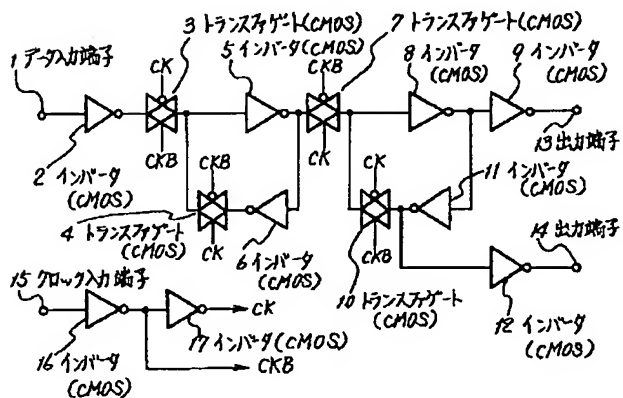 3 トランスファゲート(CMOS)
7 トランスファゲート(CMOS)
1 データ入力端子
5 インバータ(CMOS)
8 インバータ
(CMOS)
9 インバータ
(CMOS)
CK
CKB
CKB
CK
13 出力端子
2 インバータ
(CMOS)
CKB
CK
11 インバータ
(CMOS)
4 トランスファゲート
(CMOS)
CK
CKB
6 インバータ
(CMOS)
14 出力端子
15 クロック入力端子
10 トランスファゲート
(CMOS)
CK
12 インバータ
(CMOS)
16 インバータ
(CMOS)
17 インバータ(CMOS)
CKB